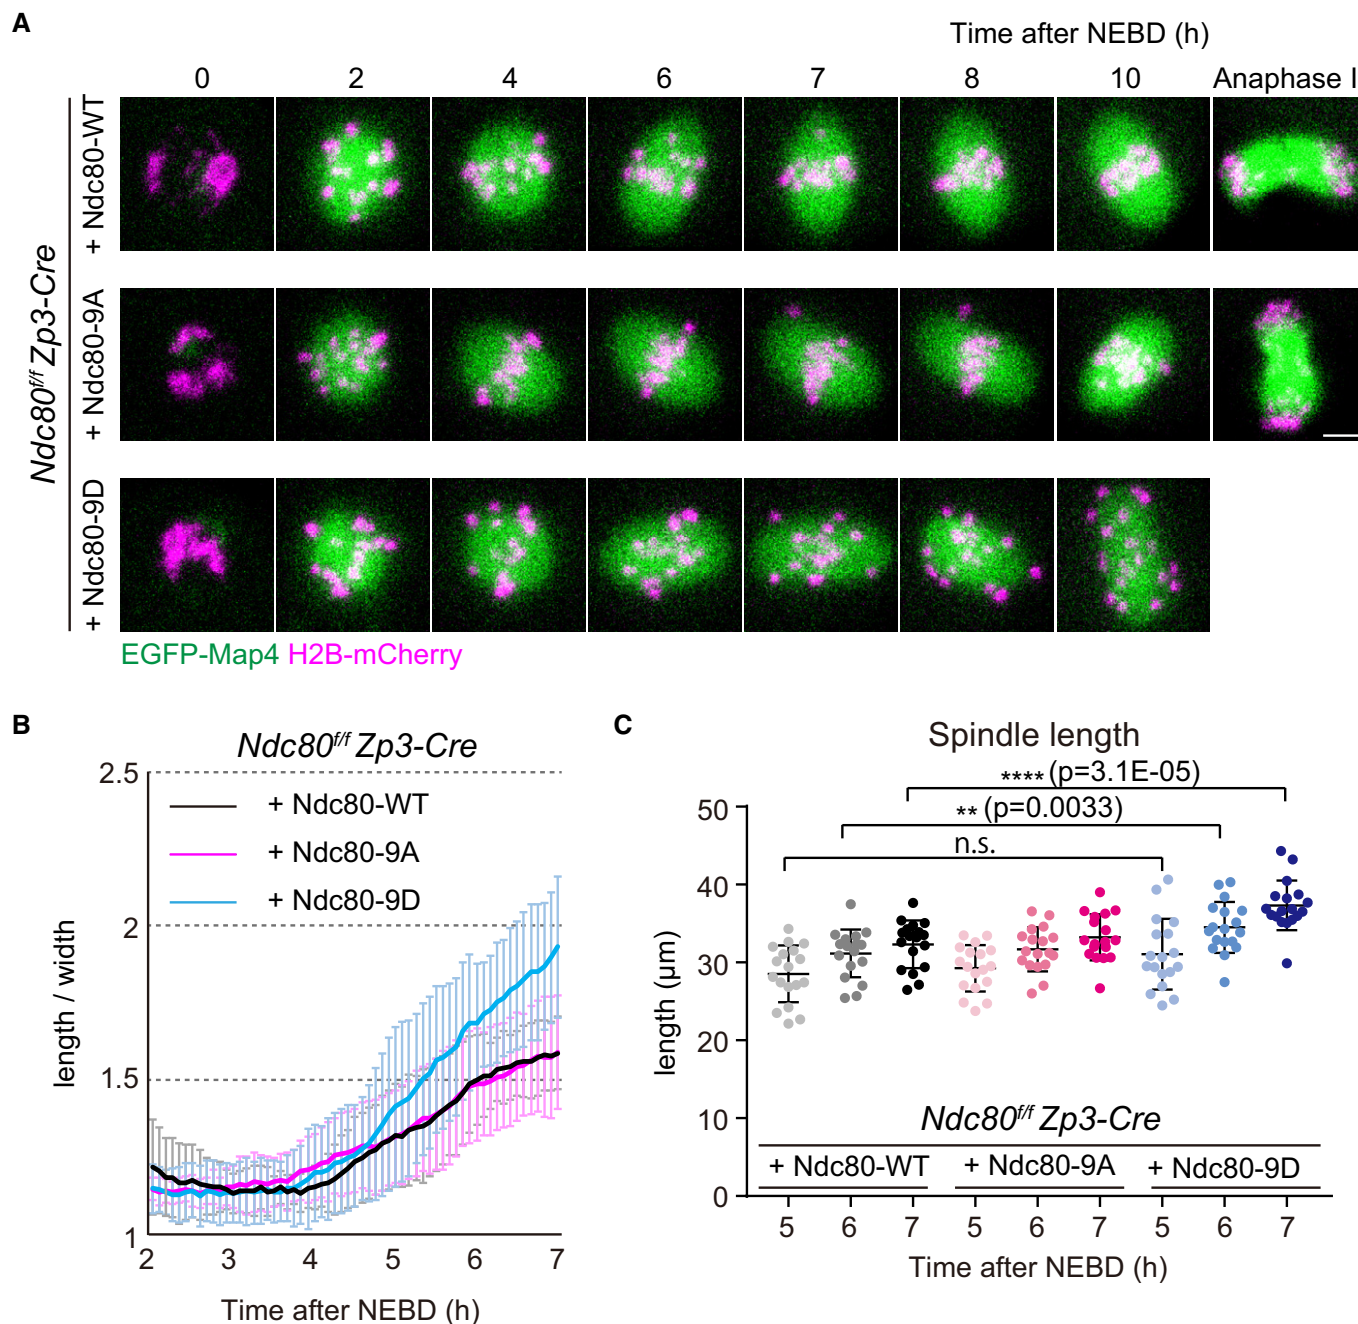 A
Time after NEBD (h)
0 2 4 6 7 8 10 Anaphase I
Ndc80f/f Zp3-Cre
+ Ndc80-WT
+ Ndc80-9A
+ Ndc80-9D
EGFP-Map4 H2B-mCherry
B
Ndc80f/f Zp3-Cre
2.5
2
1.5
1
length / width
+ Ndc80-WT
+ Ndc80-9A
+ Ndc80-9D
2 3 4 5 6 7
Time after NEBD (h)
C
Spindle length
**** (p=3.1E-05)
** (p=0.0033)
n.s.
50
40
30
20
10
0
length (µm)
Ndc80f/f Zp3-Cre
+ Ndc80-WT + Ndc80-9A + Ndc80-9D
5 6 7 5 6 7 5 6 7
Time after NEBD (h)